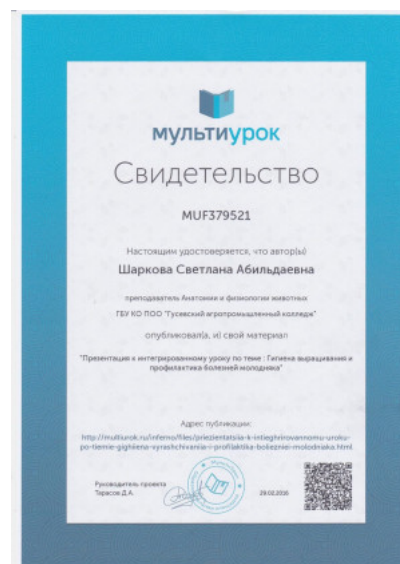 мультиурок
Свидетельство
MUF379521
Настоящим удостоверяется, что автор(ы)
Шаркова Светлана Абильдаевна
преподаватель Анатомии и физиологии животных
ГБУ КО ПОО "Гусевский агропромышленный колледж"
опубликовал(а, и) свой материал
"Презентация к интегрированному уроку по теме : Гигиена выращивания и
профилактика болезней молодняка"
Адрес публикации:
http://multiurok.ru/inferno/files/priezientatsiia-k-intieghrirovannomu-uroku-
po-tiemie-gighiiena-vyrashchivaniia-i-profilaktika-boliezniei-molodniaka.html
Руководитель проекта
Тарасов Д.А.
29.02.2016